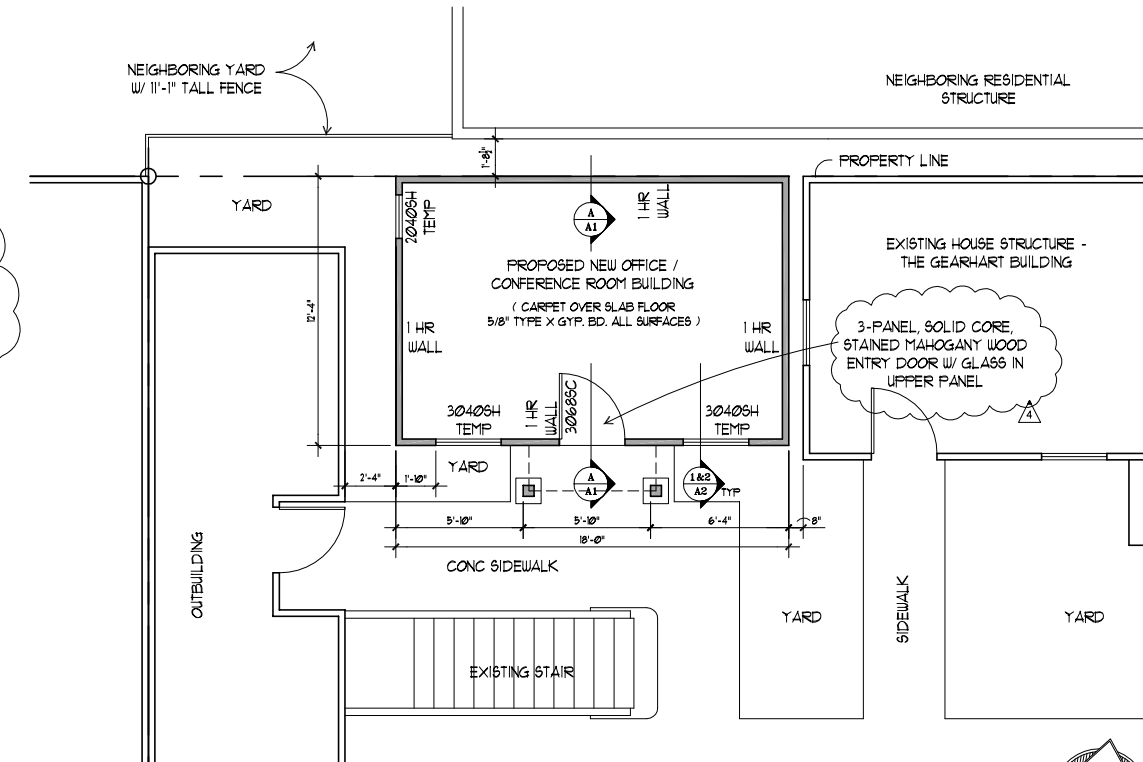 NEIGHBORING YARD
W/ 11'-1" TALL FENCE
NEIGHBORING RESIDENTIAL
STRUCTURE
1'-8½"
PROPERTY LINE
YARD
2040SH
TEMP
A
A1
1 HR
WALL
PROPOSED NEW OFFICE /
CONFERENCE ROOM BUILDING
( CARPET OVER SLAB FLOOR
5/8" TYPE X GYP. BD. ALL SURFACES )
EXISTING HOUSE STRUCTURE -
THE GEARHART BUILDING
12'-4"
1 HR
WALL
1 HR
WALL
3-PANEL, SOLID CORE,
STAINED MAHOGANY WOOD
ENTRY DOOR W/ GLASS IN
UPPER PANEL
4
3040SH
TEMP
1 HR
WALL
3068SC
3040SH
TEMP
YARD
2'-4"
1'-10"
A
A1
1&2
A2
TYP
5'-10"
5'-10"
6'-4"
8"
18'-0"
CONC SIDEWALK
OUTBUILDING
EXISTING STAIR
YARD
SIDEWALK
YARD